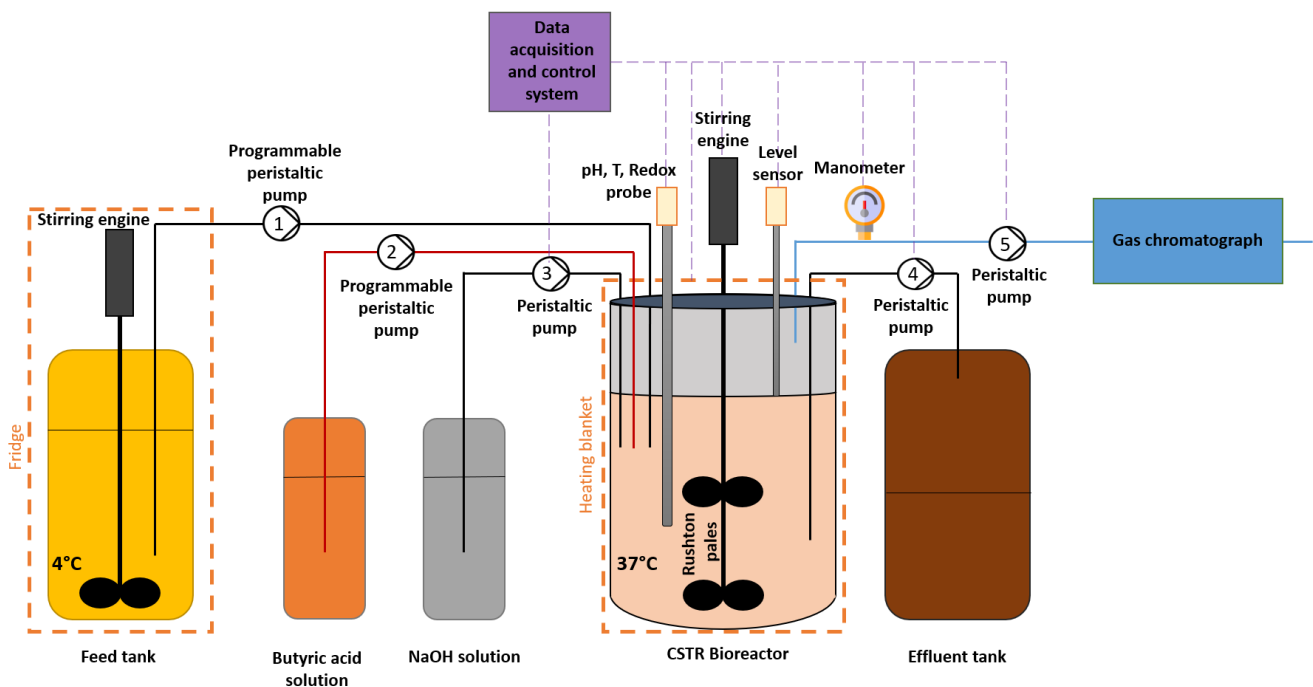 Data
acquisition
and control
system
Programmable
peristaltic
pump
Stirring engine
1
2
Programmable
peristaltic
pump
3
Peristaltic
pump
pH, T, Redox
probe
Stirring
engine
Level
sensor
Manometer
4
Peristaltic
pump
5
Peristaltic
pump
Gas chromatograph
Fridge
4°C
Heating blanket
37°C
Rushton
pales
Feed tank
Butyric acid
solution
NaOH solution
CSTR Bioreactor
Effluent tank